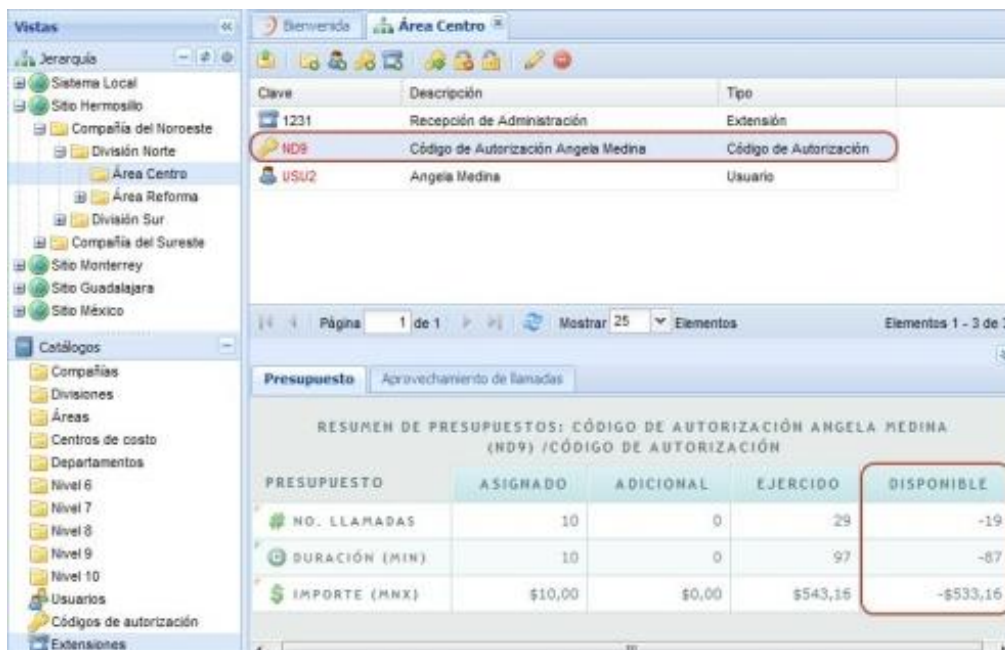 Vistas
Jerarquía
Sistema Local
Sitio Hermosillo
Compañía del Noroeste
División Norte
Área Centro
Área Reforma
División Sur
Compañía del Sureste
Sitio Monterrey
Sitio Guadalajara
Sitio México
Catálogos
Compañías
Divisiones
Áreas
Centros de costo
Departamentos
Nivel 6
Nivel 7
Nivel 8
Nivel 9
Nivel 10
Usuarios
Códigos de autorización
Extensiones
Bienvenida Área Centro
Clave Descripción Tipo
1231 Recepción de Administración Extensión
ND9 Código de Autorización Angela Medina Código de Autorización
USU2 Angela Medina Usuario
Página 1 de 1 Mostrar 25 Elementos Elementos 1 - 3 de
Presupuesto Aprovechamiento de llamadas
RESUMEN DE PRESUPUESTOS: CÓDIGO DE AUTORIZACIÓN ANGELA MEDINA
(ND9) /CÓDIGO DE AUTORIZACIÓN
PRESUPUESTO ASIGNADO ADICIONAL EJERCIDO DISPONIBLE
NO. LLAMADAS 10 0 29 -19
DURACIÓN (MIN) 10 0 97 -87
$ IMPORTE (MNX) $10,00 $0,00 $543,16 -$533,16